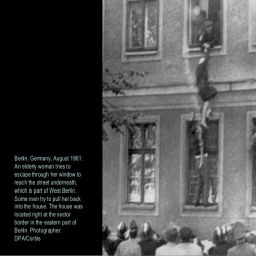 Berlin, Germany, August 1961:
An elderly woman tries to
escape through her window to
reach the street underneath,
which is part of West Berlin.
Some men try to pull her back
into the house. The house was
located right at the sector
border in the eastern part of
Berlin. Photographer:
DPA/Corbis